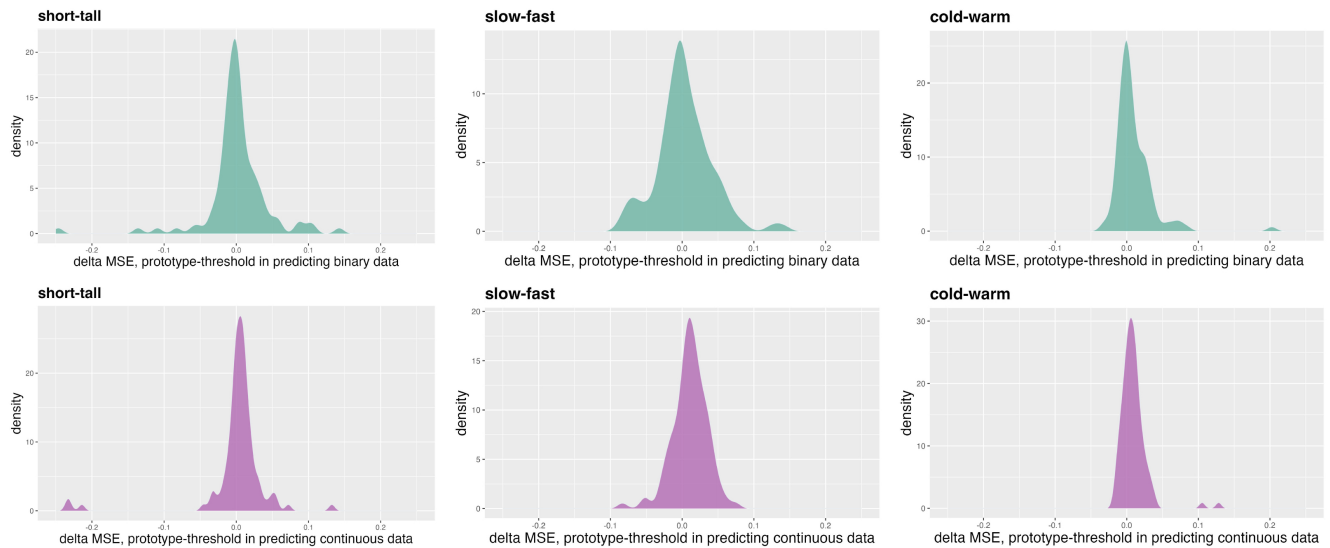 short-tall
density
20
15
10
5
0
-0.2
-0.1
0.0
0.1
0.2
delta MSE, prototype-threshold in predicting binary data
slow-fast
density
10
5
0
-0.2
-0.1
0.0
0.1
0.2
delta MSE, prototype-threshold in predicting binary data
cold-warm
density
20
10
0
-0.2
-0.1
0.0
0.1
0.2
delta MSE, prototype-threshold in predicting binary data
short-tall
density
20
10
0
-0.2
-0.1
0.0
0.1
0.2
delta MSE, prototype-threshold in predicting continuous data
slow-fast
density
20
15
10
5
0
-0.2
-0.1
0.0
0.1
0.2
delta MSE, prototype-threshold in predicting continuous data
cold-warm
density
30
20
10
0
-0.2
-0.1
0.0
0.1
0.2
delta MSE, prototype-threshold in predicting continuous data